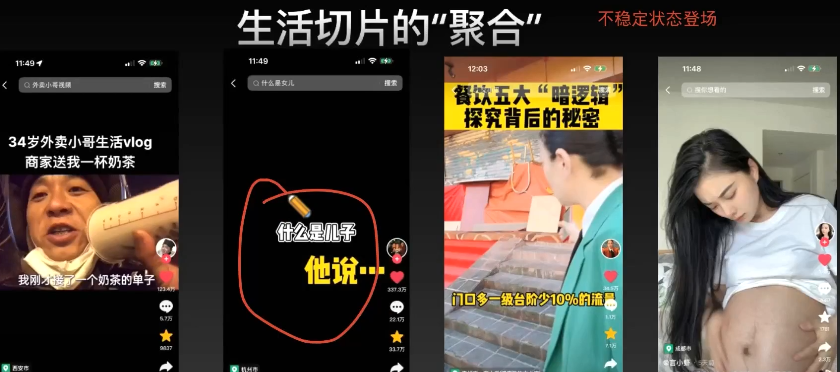 生活切片的“聚合”
不稳定状态登场
11:49
外卖小哥视频
搜索
34岁外卖小哥生活vlog
商家送我一杯奶茶
我刚才接了一个奶茶的单子
123.4万
5.7万
9837
西安市
11:49
什么是女儿
搜索
什么是儿子
他说…
337.3万
22.1万
33.7万
杭州市
12:03
餐饮五大“暗逻辑”
探究背后的秘密
门口多一级台阶少10%的流量
7.1万
11:48
搜你想看的
搜索
成都市